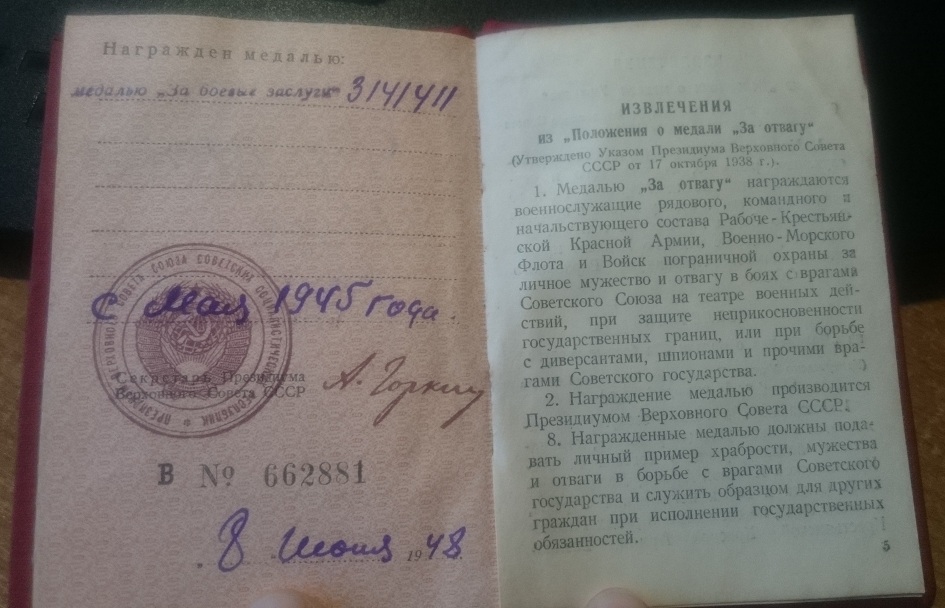 Награжден медалью:
медалью „За боевые заслуги" 3141411
С Мая 1945 года.
Секретарь Президиума
Верховного Совета СССР
А. Горкин
В № 662881
„8 Июня 1948
ИЗВЛЕЧЕНИЯ
из „Положения о медали „За отвагу“
(Утверждено Указом Президиума Верховного Совета
СССР от 17 октября 1938 г.).
1. Медалью „За отвагу“ награждаются
военнослужащие рядового, командного и
начальствующего состава Рабоче-Крестьян-
ской Красной Армии, Военно-Морского
Флота и Войск пограничной охраны за
личное мужество и отвагу в боях с врагами
Советского Союза на театре военных дей-
ствий, при защите неприкосновенности
государственных границ, или при борьбе
с диверсантами, шпионами и прочими вра-
гами Советского государства.
2. Награждение медалью производится
Президиумом Верховного Совета СССР.
8. Награжденные медалью должны пода-
вать личный пример храбрости, мужества
и отваги в борьбе с врагами Советского
государства и служить образцом для других
граждан при исполнении государственных
обязанностей.
5